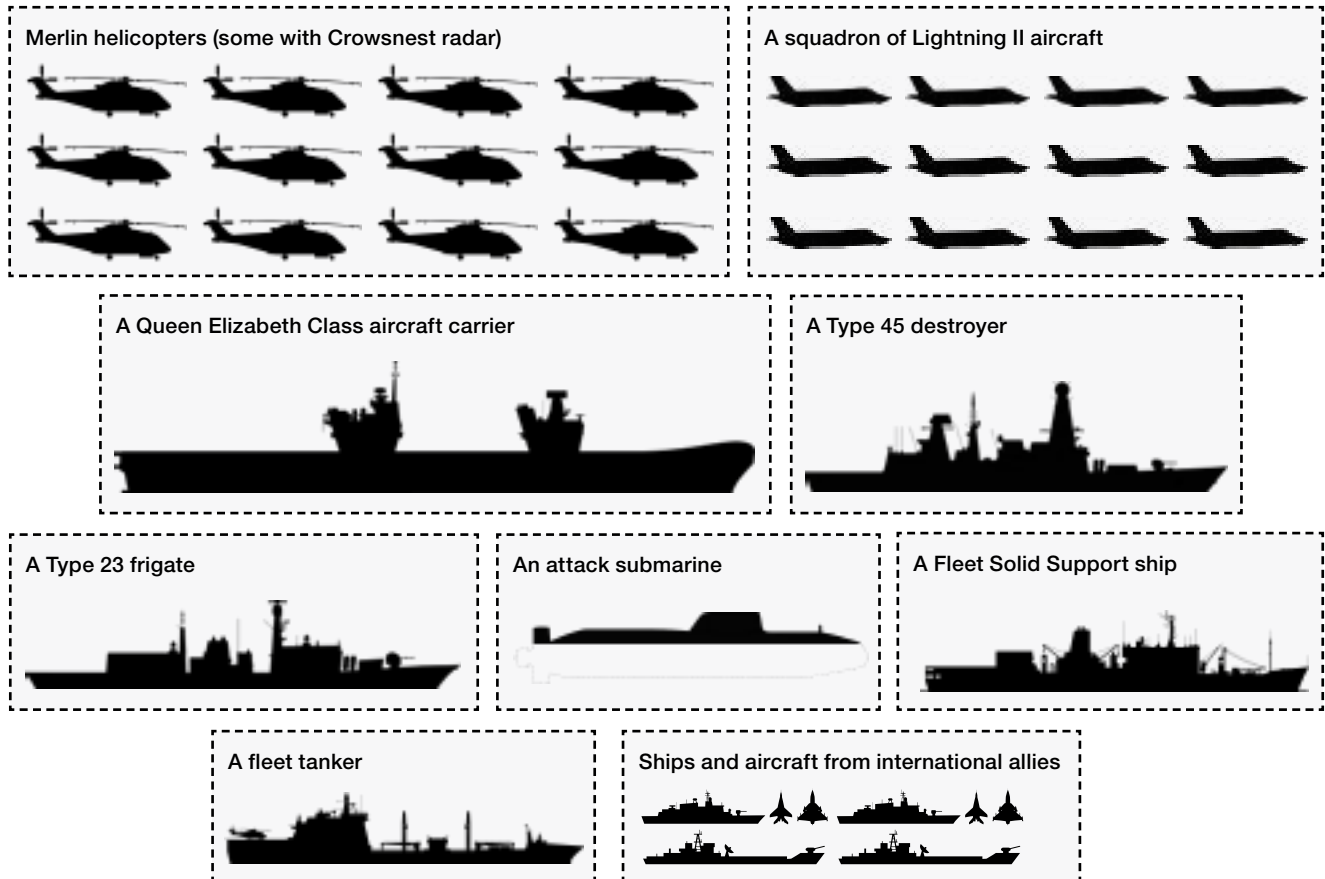 Merlin helicopters (some with Crowsnest radar)
A squadron of Lightning II aircraft
A Queen Elizabeth Class aircraft carrier
A Type 45 destroyer
A Type 23 frigate
An attack submarine
A Fleet Solid Support ship
A fleet tanker
Ships and aircraft from international allies